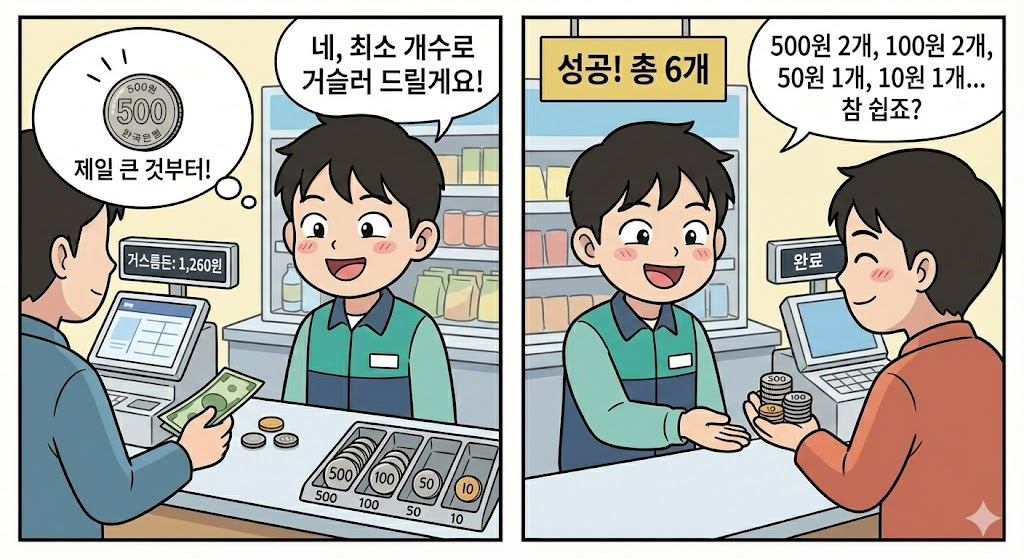 500원
500
한국은행
제일 큰 것부터!
네, 최소 개수로
거슬러 드릴게요!
거스름든: 1,260원
500
100
50
10
500
100
50
10
성공! 총 6개
500원 2개, 100원 2개,
50원 1개, 10원 1개...
참 쉽죠?
완료
500
100
10